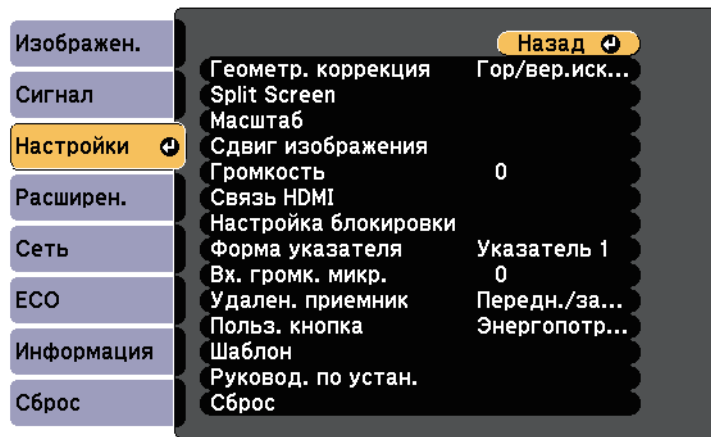 Изображен.
Сигнал
Настройки
Расширен.
Сеть
ECO
Информация
Сброс
Назад
Геометр. коррекция Гор/вер.иск...
Split Screen
Масштаб
Сдвиг изображения
Громкость 0
Связь HDMI
Настройка блокировки
Форма указателя Указатель 1
Вх. громк. микр. 0
Удален. приемник Передн./за...
Польз. кнопка Энергопотр...
Шаблон
Руковод. по устан.
Сброс